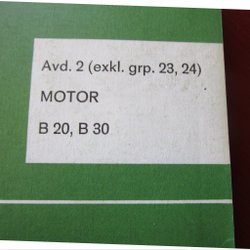 Avd. 2 (exkl. grp. 23, 24)
MOTOR
B 20, B 30